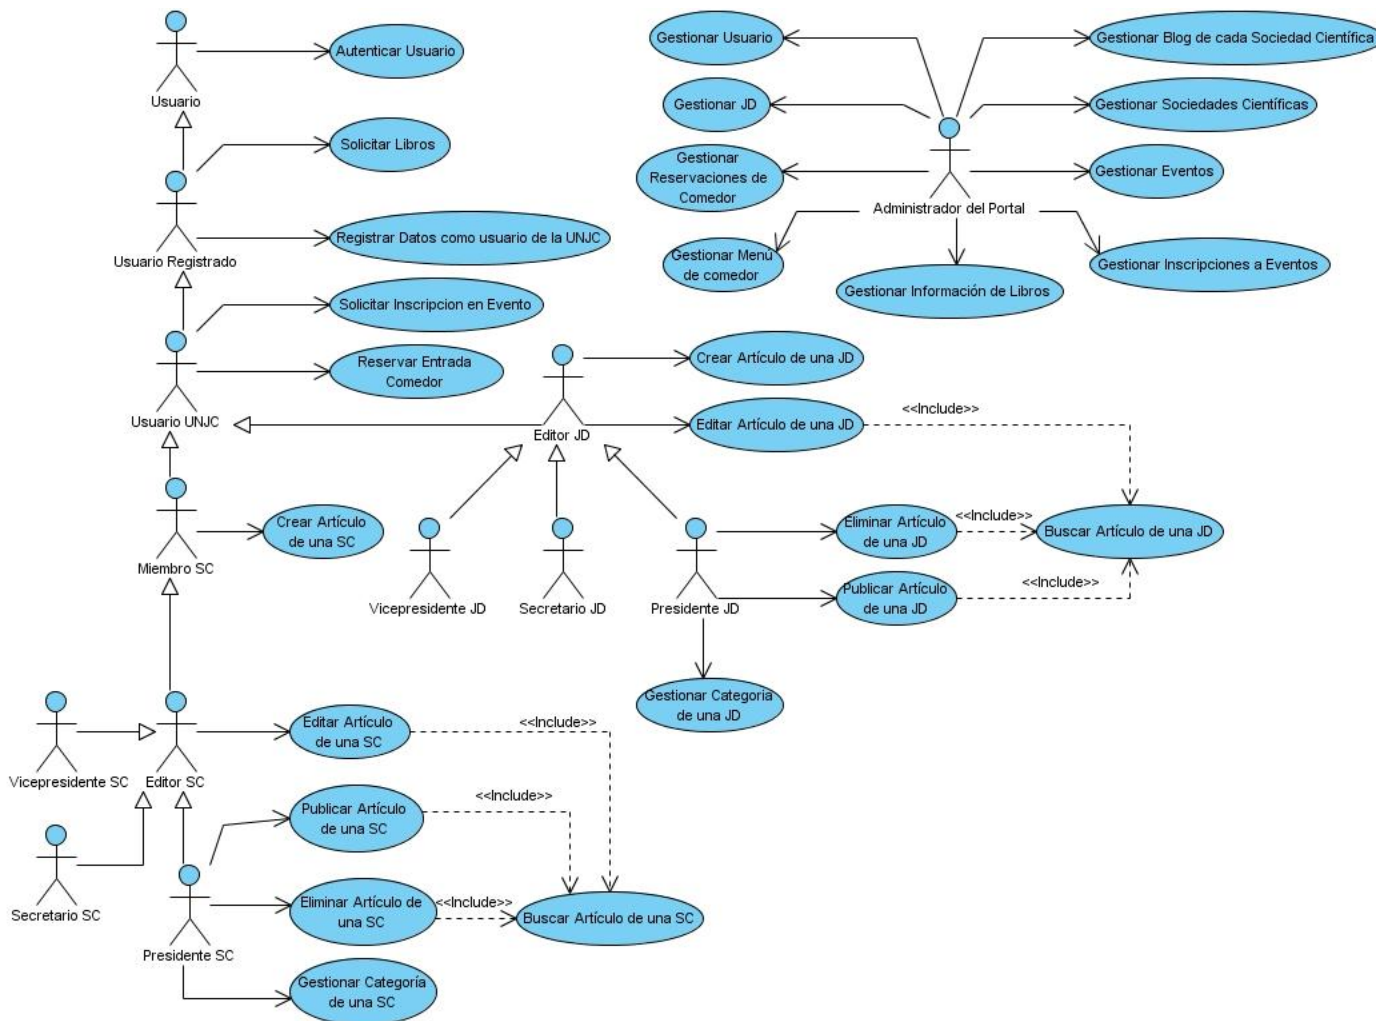 Usuario
Autenticar Usuario
Solicitar Libros
Usuario Registrado
Registrar Datos como usuario de la UNJC
Solicitar Inscripcion en Evento
Usuario UNJC
Reservar Entrada
Comedor
Gestionar Usuario
Gestionar JD
Gestionar
Reservaciones de
Comedor
Gestionar Menú
de comedor
Administrador del Portal
Gestionar Información de Libros
Gestionar Blog de cada Sociedad Científica
Gestionar Sociedades Científicas
Gestionar Eventos
Gestionar Inscripciones a Eventos
Editor JD
Crear Artículo de una JD
Editar Artículo de una JD
<<Include>>
Vicepresidente JD
Secretario JD
Presidente JD
Eliminar Artículo
de una JD
<<Include>>
Buscar Artículo de una JD
Publicar Artículo
de una JD
<<Include>>
Gestionar Categoria
de una JD
Miembro SC
Crear Artículo
de una SC
Vicepresidente SC
Editor SC
Editar Artículo
de una SC
<<Include>>
Secretario SC
Publicar Artículo
de una SC
<<Include>>
Presidente SC
Eliminar Artículo de
una SC
<<Include>>
Buscar Artículo de una SC
Gestionar Categoría
de una SC